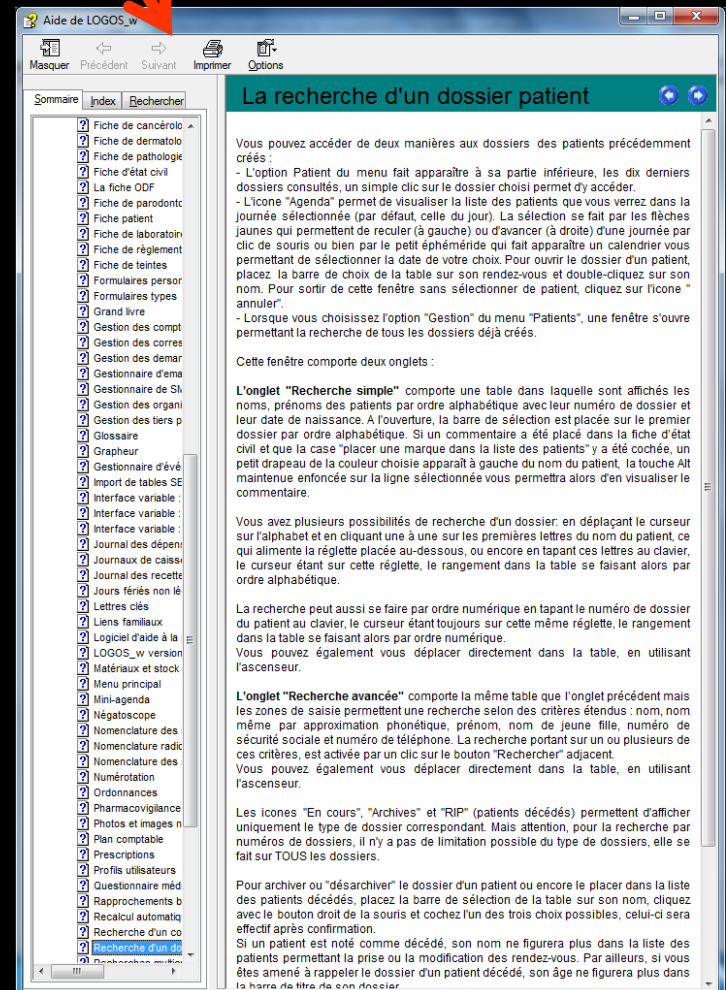 Aide de LOGOS_w
Masquer Précédent Suivant Imprimer Options
Sommaire Index Rechercher
Fiche de cancérolo
Fiche de dermatolo
Fiche de pathologie
Fiche d'état civil
La fiche ODF
Fiche de parodonto
Fiche patient
Fiche de laboratoir
Fiche de règlement
Fiche de teintes
Formulaires person
Formulaires types
Grand livre
Gestion des compt
Gestion des corres
Gestion des deman
Gestionnaire d'ema
Gestionnaire de SM
Gestion des organi
Gestion des tiers p
Glossaire
Grapheur
Gestionnaire d'évé
Import de tables SE
Interface variable :
Interface variable :
Interface variable :
Journal des dépens
Journaux de caisse
Journal des recette
Jours fériés non lé
Lettres clés
Liens familiaux
Logiciel d'aide à la
LOGOS_w version
Matériaux et stock
Menu principal
Mini-agenda
Négatoscope
Nomenclature des
Nomenclature radic
Nomenclature des
Numérotation
Ordonnances
Pharmacovigilance
Photos et images n
Plan comptable
Prescriptions
Profils utilisateurs
Questionnaire méd
Rapprochements b
Recalcul automatiq
Recherche d'un co
Recherche d'un do
Recherches multip
La recherche d'un dossier patient
Vous pouvez accéder de deux manières aux dossiers des patients précédemment
créés :
- L'option Patient du menu fait apparaître à sa partie inférieure, les dix derniers
dossiers consultés, un simple clic sur le dossier choisi permet d'y accéder.
- L'icone "Agenda" permet de visualiser la liste des patients que vous verrez dans la
journée sélectionnée (par défaut, celle du jour). La sélection se fait par les flèches
jaunes qui permettent de reculer (à gauche) ou d'avancer (à droite) d'une journée par
clic de souris ou bien par le petit éphéméride qui fait apparaître un calendrier vous
permettant de sélectionner la date de votre choix. Pour ouvrir le dossier d'un patient,
placez la barre de choix de la table sur son rendez-vous et double-cliquez sur son
nom. Pour sortir de cette fenêtre sans sélectionner de patient, cliquez sur l'icone "
annuler".
- Lorsque vous choisissez l'option "Gestion" du menu "Patients", une fenêtre s'ouvre
permettant la recherche de tous les dossiers déjà créés.
Cette fenêtre comporte deux onglets :
L'onglet "Recherche simple" comporte une table dans laquelle sont affichés les
noms, prénoms des patients par ordre alphabétique avec leur numéro de dossier et
leur date de naissance. A l'ouverture, la barre de sélection est placée sur le premier
dossier par ordre alphabétique. Si un commentaire a été placé dans la fiche d'état
civil et que la case "placer une marque dans la liste des patients" y a été cochée, un
petit drapeau de la couleur choisie apparaît à gauche du nom du patient, la touche Alt
maintenue enfoncée sur la ligne sélectionnée vous permettra alors d'en visualiser le
commentaire.
Vous avez plusieurs possibilités de recherche d'un dossier: en déplaçant le curseur
sur l'alphabet et en cliquant une à une sur les premières lettres du nom du patient, ce
qui alimente la réglette placée au-dessous, ou encore en tapant ces lettres au clavier,
le curseur étant sur cette réglette, le rangement dans la table se faisant alors par
ordre alphabétique.
La recherche peut aussi se faire par ordre numérique en tapant le numéro de dossier
du patient au clavier, le curseur étant toujours sur cette même réglette, le rangement
dans la table se faisant alors par ordre numérique.
Vous pouvez également vous déplacer directement dans la table, en utilisant
l'ascenseur.
L'onglet "Recherche avancée" comporte la même table que l'onglet précédent mais
les zones de saisie permettent une recherche selon des critères étendus : nom, nom
même par approximation phonétique, prénom, nom de jeune fille, numéro de
sécurité sociale et numéro de téléphone. La recherche portant sur un ou plusieurs de
ces critères, est activée par un clic sur le bouton "Rechercher" adjacent.
Vous pouvez également vous déplacer directement dans la table, en utilisant
l'ascenseur.
Les icones "En cours", "Archives" et "RIP" (patients décédés) permettent d'afficher
uniquement le type de dossier correspondant. Mais attention, pour la recherche par
numéros de dossiers, il n'y a pas de limitation possible du type de dossiers, elle se
fait sur TOUS les dossiers.
Pour archiver ou "désarchiver" le dossier d'un patient ou encore le placer dans la liste
des patients décédés, placez la barre de sélection de la table sur son nom, cliquez
avec le bouton droit de la souris et cochez l'un des trois choix possibles, celui-ci sera
effectif après confirmation.
Si un patient est noté comme décédé, son nom ne figurera plus dans la liste des
patients permettant la prise ou la modification des rendez-vous. Par ailleurs, si vous
êtes amené à rappeler le dossier d'un patient décédé, son âge ne figurera plus dans
la barre de titre de son dossier.